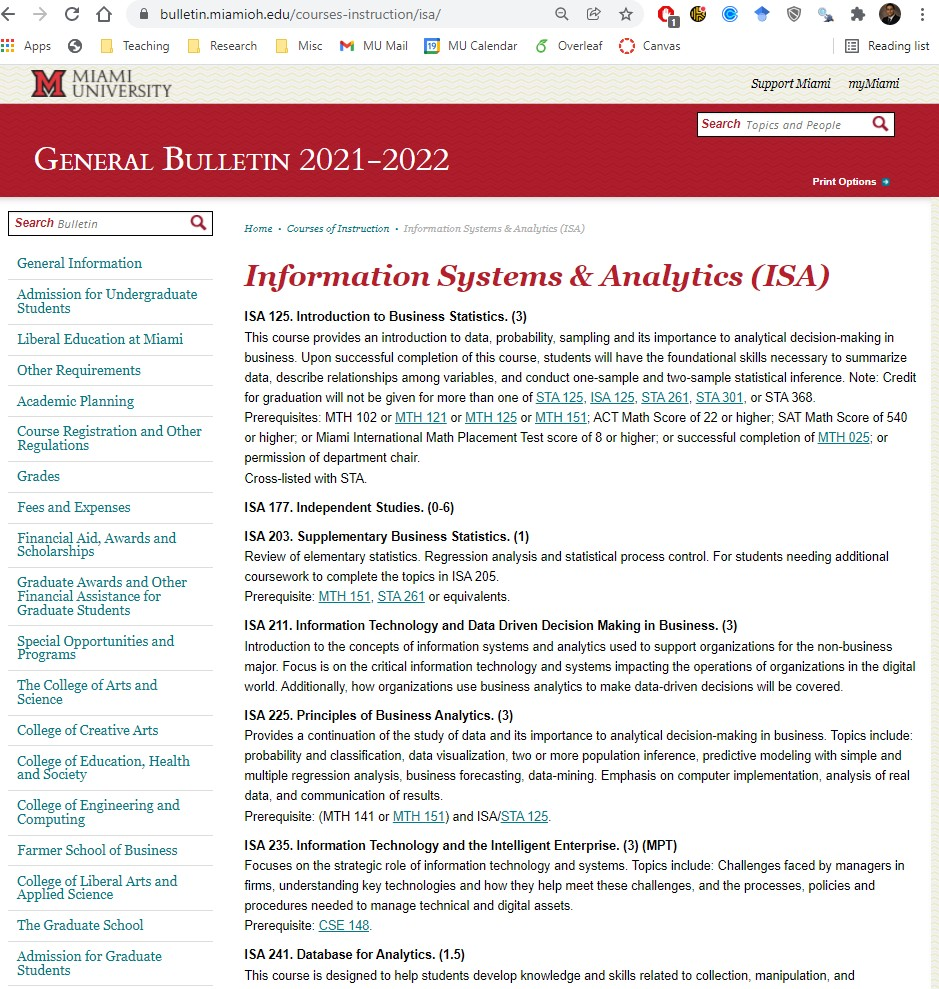 bulletin.miamioh.edu/courses-instruction/isa/
1
Apps Teaching Research Misc MU Mail 19 MU Calendar Overleaf Canvas Reading list
M MIAMI UNIVERSITY
Support Miami myMiami
Search Topics and People
GENERAL BULLETIN 2021–2022
Print Options
Search Bulletin
General Information
Admission for Undergraduate
Students
Liberal Education at Miami
Other Requirements
Academic Planning
Course Registration and Other
Regulations
Grades
Fees and Expenses
Financial Aid, Awards and
Scholarships
Graduate Awards and Other
Financial Assistance for
Graduate Students
Special Opportunities and
Programs
The College of Arts and
Science
College of Creative Arts
College of Education, Health
and Society
College of Engineering and
Computing
Farmer School of Business
College of Liberal Arts and
Applied Science
The Graduate School
Admission for Graduate
Students
Home • Courses of Instruction • Information Systems & Analytics (ISA)
Information Systems & Analytics (ISA)
ISA 125. Introduction to Business Statistics. (3)
This course provides an introduction to data, probability, sampling and its importance to analytical decision-making in
business. Upon successful completion of this course, students will have the foundational skills necessary to summarize
data, describe relationships among variables, and conduct one-sample and two-sample statistical inference. Note: Credit
for graduation will not be given for more than one of STA 125, ISA 125, STA 261, STA 301, or STA 368.
Prerequisites: MTH 102 or MTH 121 or MTH 125 or MTH 151; ACT Math Score of 22 or higher; SAT Math Score of 540
or higher; or Miami International Math Placement Test score of 8 or higher; or successful completion of MTH 025; or
permission of department chair.
Cross-listed with STA.
ISA 177. Independent Studies. (0-6)
ISA 203. Supplementary Business Statistics. (1)
Review of elementary statistics. Regression analysis and statistical process control. For students needing additional
coursework to complete the topics in ISA 205.
Prerequisite: MTH 151, STA 261 or equivalents.
ISA 211. Information Technology and Data Driven Decision Making in Business. (3)
Introduction to the concepts of information systems and analytics used to support organizations for the non-business
major. Focus is on the critical information technology and systems impacting the operations of organizations in the digital
world. Additionally, how organizations use business analytics to make data-driven decisions will be covered.
ISA 225. Principles of Business Analytics. (3)
Provides a continuation of the study of data and its importance to analytical decision-making in business. Topics include:
probability and classification, data visualization, two or more population inference, predictive modeling with simple and
multiple regression analysis, business forecasting, data-mining. Emphasis on computer implementation, analysis of real
data, and communication of results.
Prerequisite: (MTH 141 or MTH 151) and ISA/STA 125.
ISA 235. Information Technology and the Intelligent Enterprise. (3) (MPT)
Focuses on the strategic role of information technology and systems. Topics include: Challenges faced by managers in
firms, understanding key technologies and how they help meet these challenges, and the processes, policies and
procedures needed to manage technical and digital assets.
Prerequisite: CSE 148.
ISA 241. Database for Analytics. (1.5)
This course is designed to help students develop knowledge and skills related to collection, manipulation, and